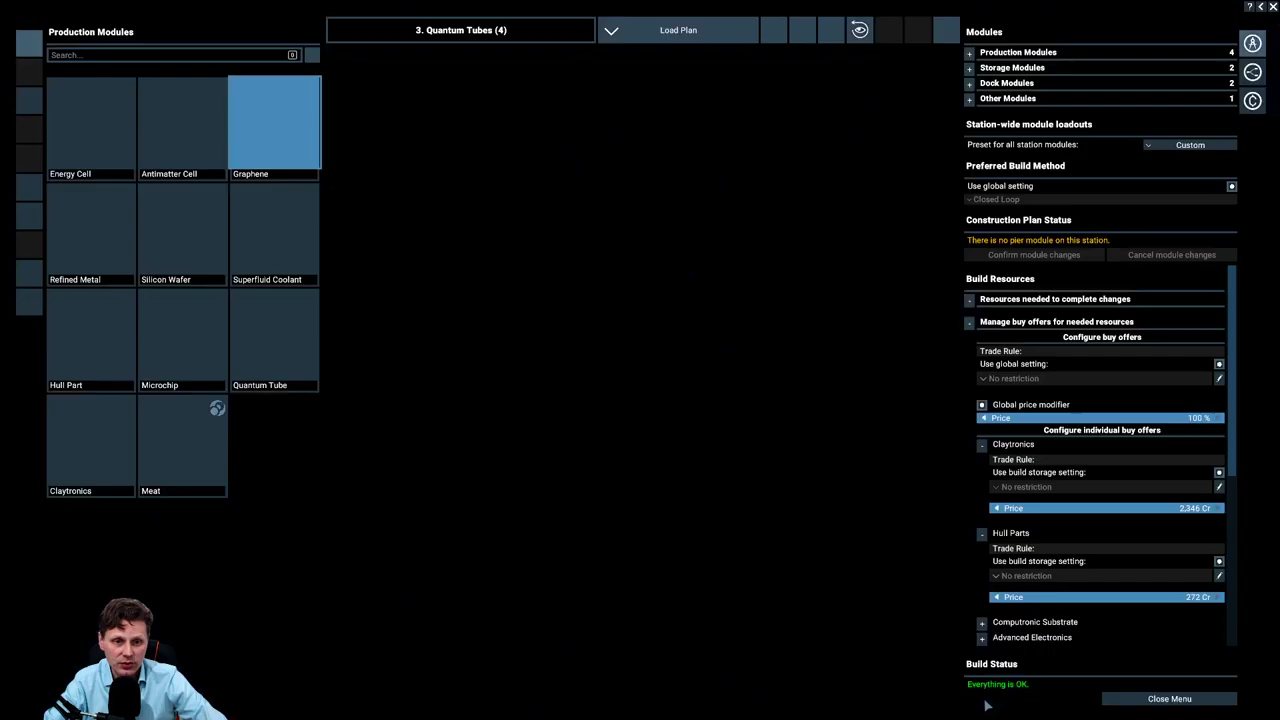 Production Modules
Search...
Energy Cell
Antimatter Cell
Graphene
Refined Metal
Silicon Wafer
Superfluid Coolant
Hull Part
Microchip
Quantum Tube
Claytronics
Meat
3. Quantum Tubes (4)
Load Plan
Modules
Production Modules 4
Storage Modules 2
Dock Modules 2
Other Modules 1
Station-wide module loadouts
Preset for all station modules: Custom
Preferred Build Method
Use global setting
Closed Loop
Construction Plan Status
There is no pier module on this station.
Confirm module changes
Cancel module changes
Build Resources
Resources needed to complete changes
Manage buy offers for needed resources
Configure buy offers
Trade Rule:
Use global setting:
No restriction
Global price modifier
Price 100 %
Configure individual buy offers
Claytronics
Trade Rule:
Use build storage setting:
No restriction
Price 2,346 Cr
Hull Parts
Trade Rule:
Use build storage setting:
No restriction
Price 272 Cr
Computronic Substrate
Advanced Electronics
Build Status
Everything is OK.
Close Menu